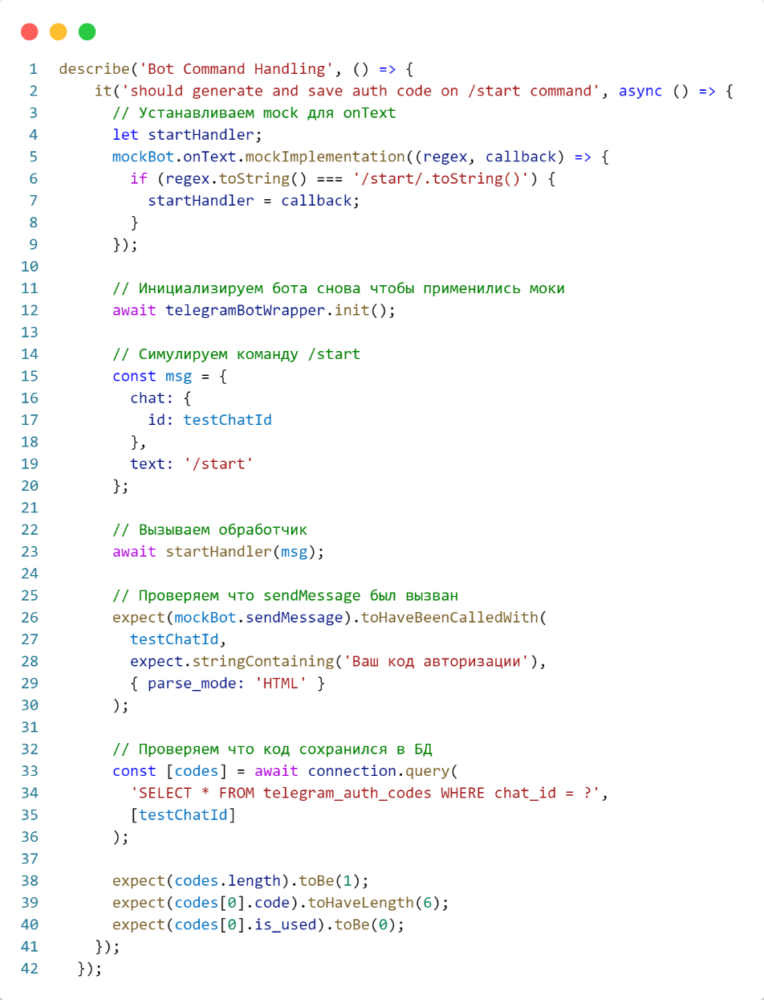 1 describe('Bot Command Handling', () => {
2 it('should generate and save auth code on /start command', async () => {
3 // Устанавливаем mock для onText
4 let startHandler;
5 mockBot.onText.mockImplementation((regex, callback) => {
6 if (regex.toString() === '/start/.toString()') {
7 startHandler = callback;
8 }
9 });
10
11 // Инициализируем бота снова чтобы применились моки
12 await telegramBotWrapper.init();
13
14 // Симулируем команду /start
15 const msg = {
16 chat: {
17 id: testChatId
18 },
19 text: '/start'
20 };
21
22 // Вызываем обработчик
23 await startHandler(msg);
24
25 // Проверяем что sendMessage был вызван
26 expect(mockBot.sendMessage).toHaveBeenCalledWith(
27 testChatId,
28 expect.stringContaining('Ваш код авторизации'),
29 { parse_mode: 'HTML' }
30 );
31
32 // Проверяем что код сохранился в БД
33 const [codes] = await connection.query(
34 'SELECT * FROM telegram_auth_codes WHERE chat_id = ?',
35 [testChatId]
36 );
37
38 expect(codes.length).toBe(1);
39 expect(codes[0].code).toHaveLength(6);
40 expect(codes[0].is_used).toBe(0);
41 });
42 });